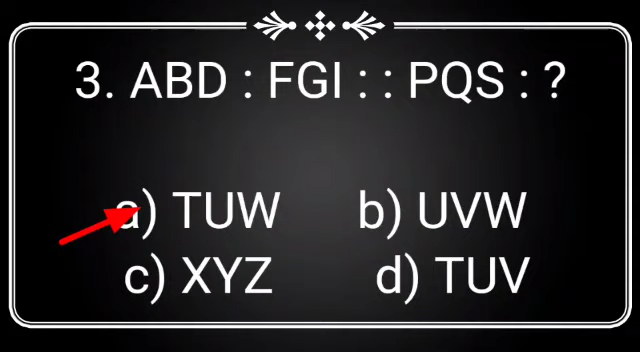 3. ABD : FGI : : PQS : ?
a) TUW b) UVW
c) XYZ d) TUV